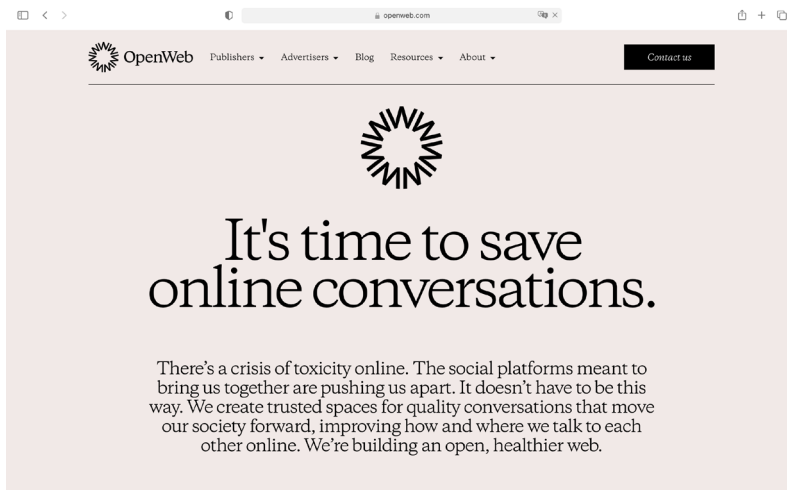 openweb.com
OpenWeb
Publishers
Advertisers
Blog
Resources
About
Contact us
It's time to save
online conversations.
There’s a crisis of toxicity online. The social platforms meant to
bring us together are pushing us apart. It doesn’t have to be this
way. We create trusted spaces for quality conversations that move
our society forward, improving how and where we talk to each
other online. We’re building an open, healthier web.